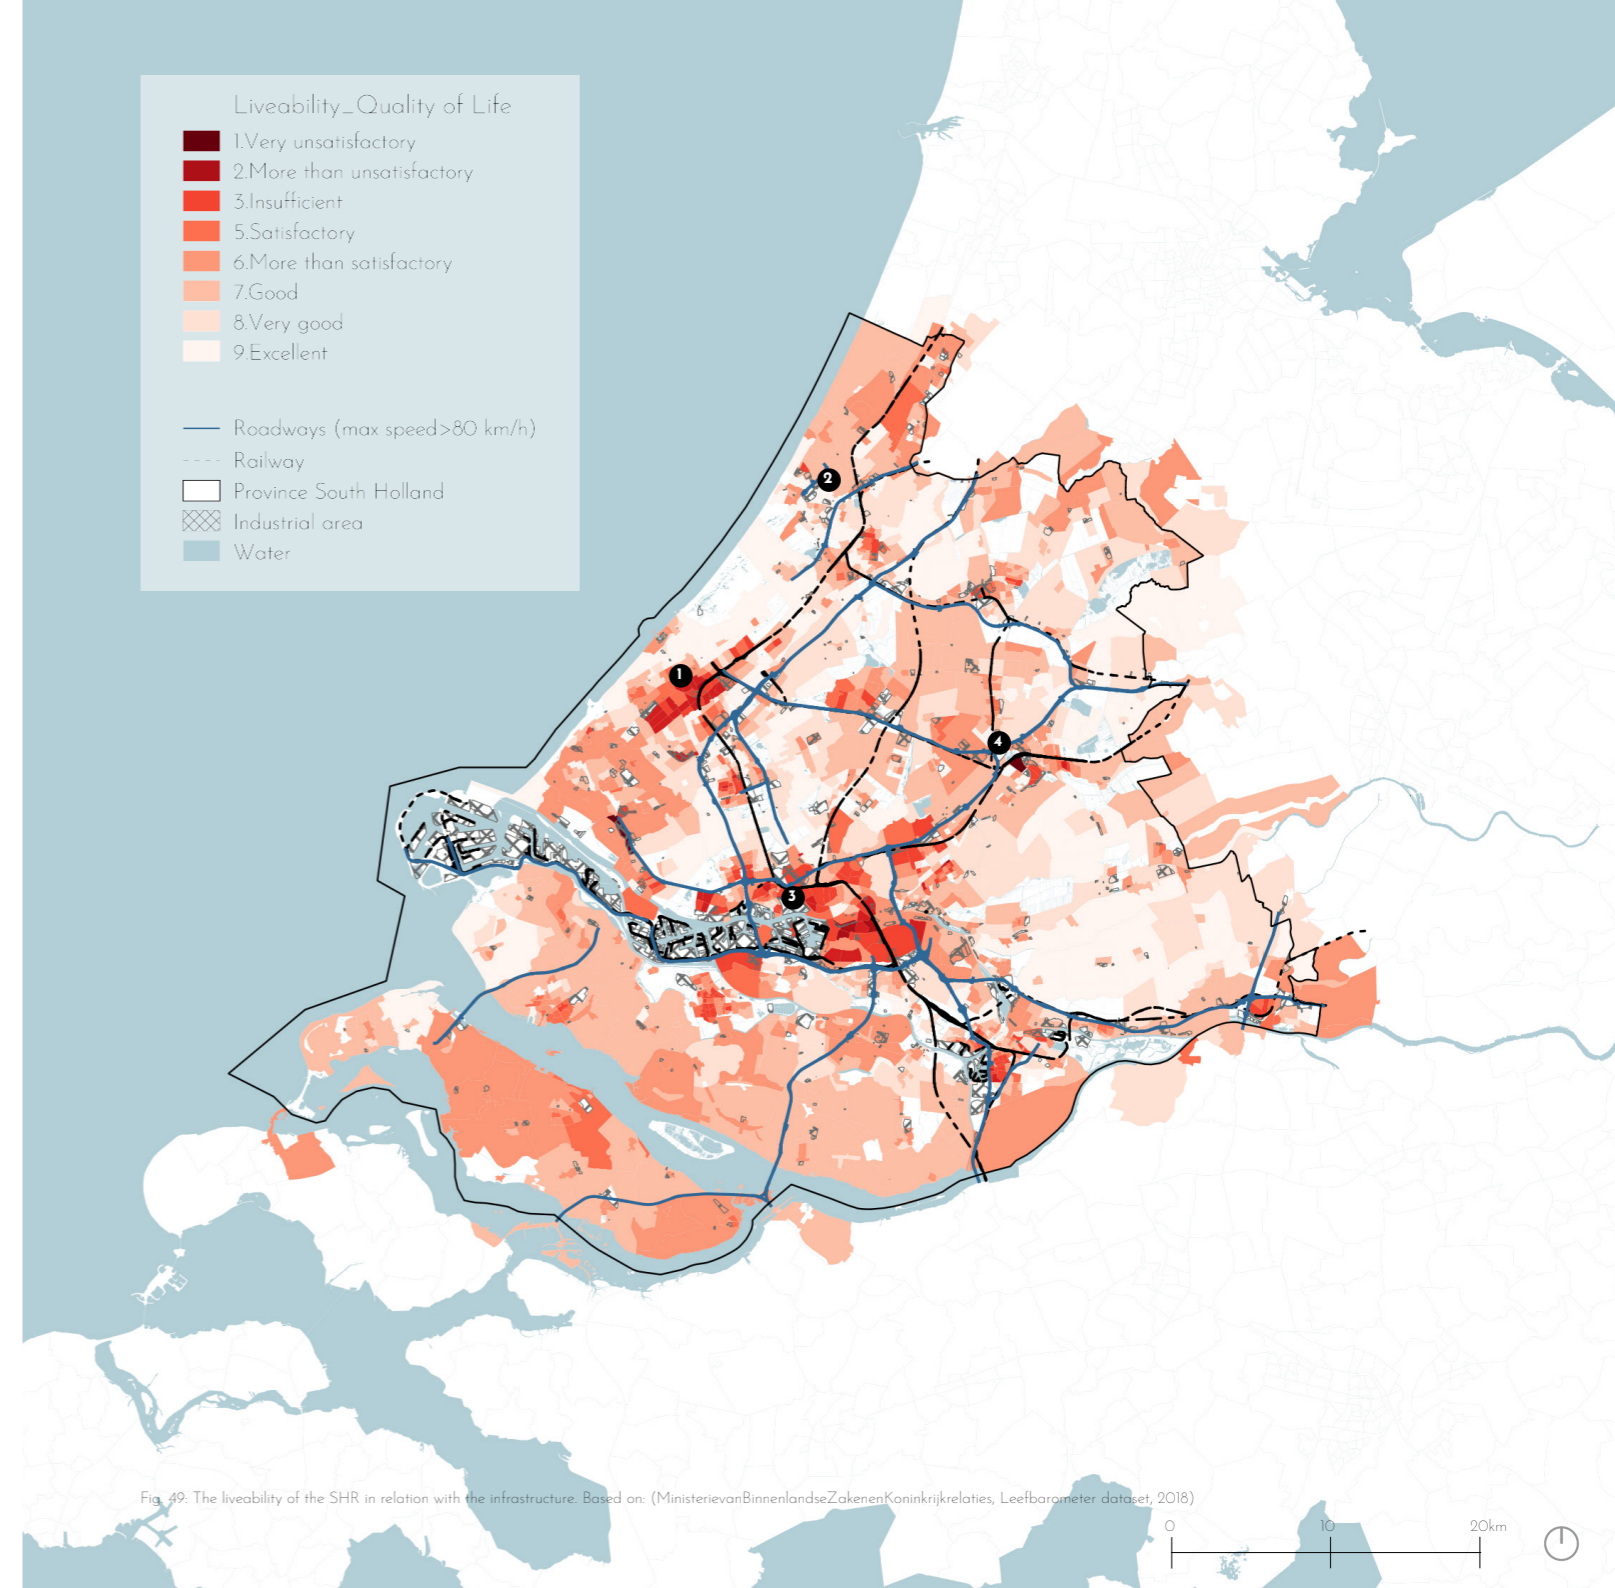 Liveability_Quality of Life
1.Very unsatisfactory
2.More than unsatisfactory
3.Insufficient
5.Satisfactory
6.More than satisfactory
7.Good
8.Very good
9.Excellent
Roadways (max speed>80 km/h)
Railway
Province South Holland
Industrial area
Water
2
1
4
3
Fig. 49: The liveability of the SHR in relation with the infrastructure. Based on: (MinisterievanBinnenlandseZakenenKoninkrijkrelaties, Leefbarometer dataset, 2018)
0 10 20km